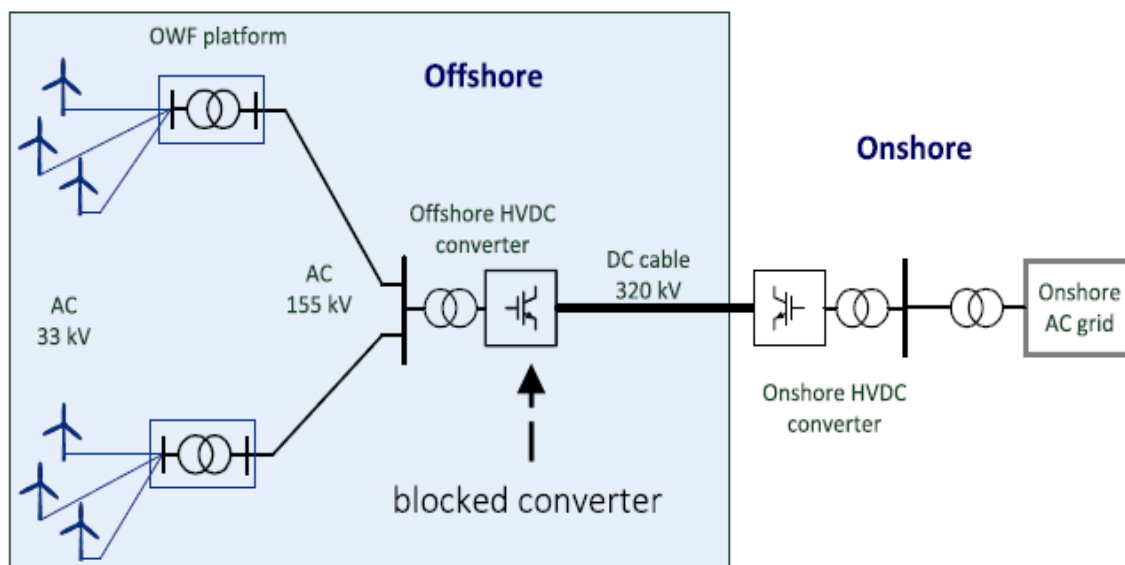 OWF platform
Offshore
Onshore
Offshore HVDC
converter
DC cable
320 kV
AC
155 kV
AC
33 kV
Onshore
AC grid
Onshore HVDC
converter
blocked converter